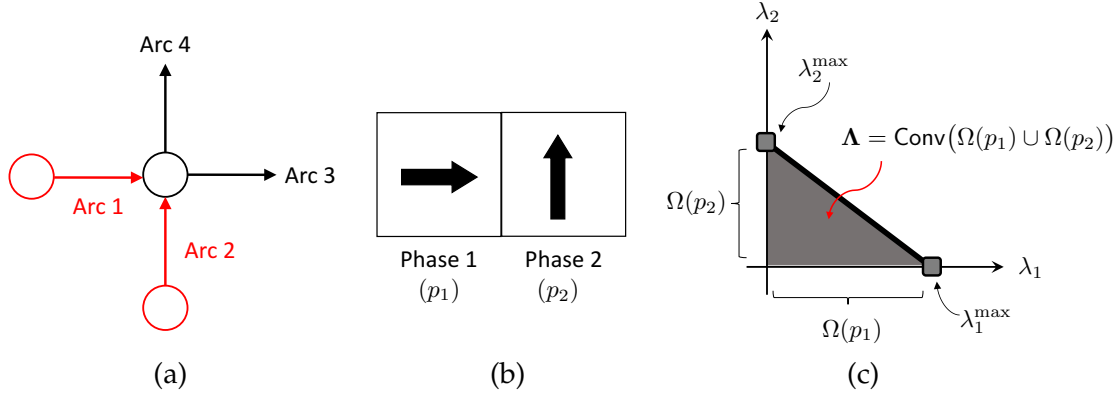 Arc 4
Arc 3
Arc 1
Arc 2
(a)
Phase 1
(p₁)
Phase 2
(p₂)
(b)
λ₂
λ₂ᵐᵃˣ
Λ = Conv(Ω(p₁) ∪ Ω(p₂))
Ω(p₂)
λ₁
Ω(p₁)
λ₁ᵐᵃˣ
(c)